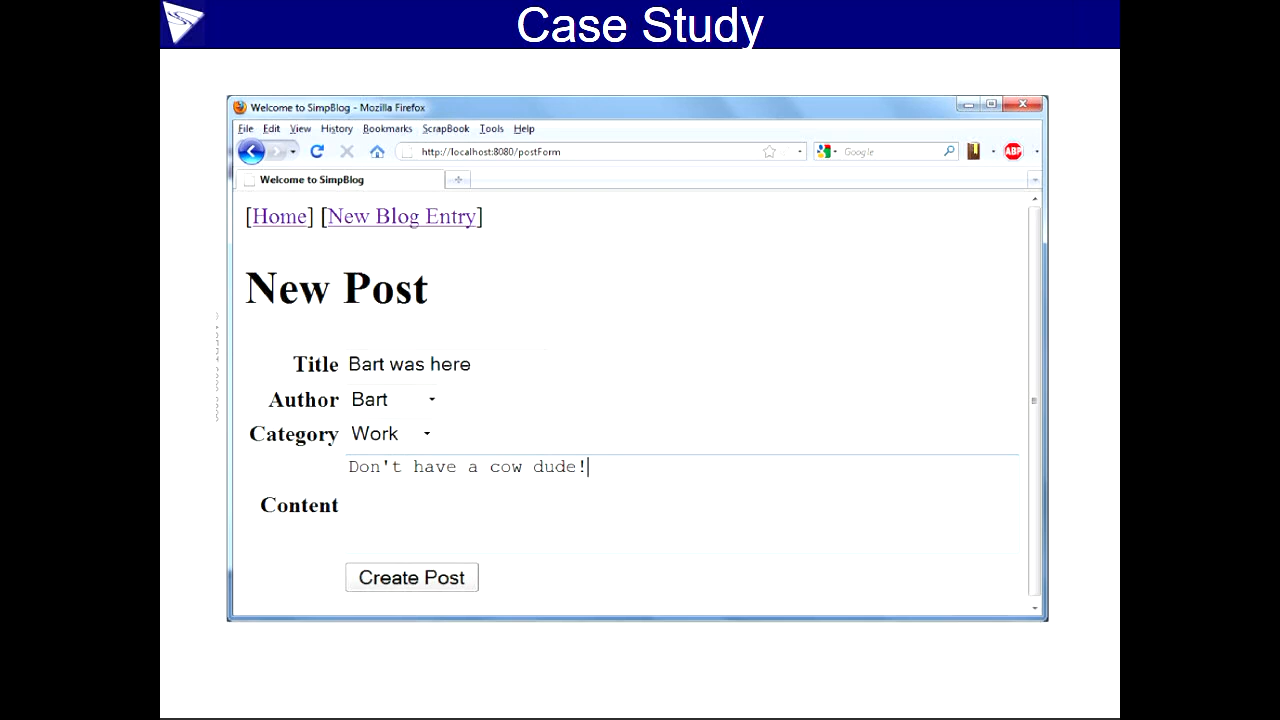 Case Study
Welcome to SimpBlog - Mozilla Firefox
File Edit View History Bookmarks ScrapBook Tools Help
http://localhost:8080/postForm
Google
ABP
Welcome to SimpBlog
[Home] [New Blog Entry]
New Post
Title Bart was here
Author Bart
Category Work
Don't have a cow dude!
Content
Create Post